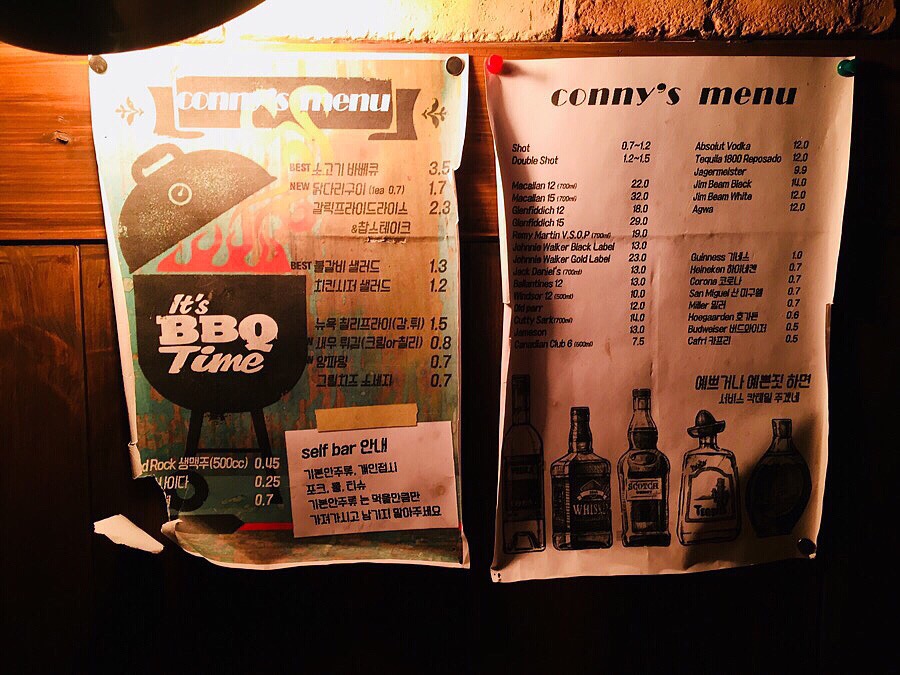 conny's menu
BEST 소고기 바베큐 3.5
NEW 닭다리구이 (1ea 0.7) 1.7
갈릭프라이드라이스 2.3
&찹스테이크
BEST 불갈비 샐러드 1.3
치킨시저 샐러드 1.2
뉴욕 칠리프라이(감.튀) 1.5
새우 튀김(크림or칠리) 0.8
양파링 0.7
그릴치즈 소세지 0.7
It's
BBQ
Time
d Rock 생맥주(500cc) 0.45
사이다 0.25
0.7
self bar 안내
기본안주류, 개인접시
포크, 물, 티슈
기본안주류는 먹을만큼만
가져가시고 남기지 말아주세요
conny's menu
Shot 0.7~1.2
Double Shot 1.2~1.5
Macallan 12 (700ml) 22.0
Macallan 15 (700ml) 32.0
Glenfiddich 12 18.0
Glenfiddich 15 29.0
Remy Martin V.S.O.P (700ml) 19.0
Johnnie Walker Black Label 13.0
Johnnie Walker Gold Label 23.0
Jack Daniel's (700ml) 13.0
Ballantines 12 13.0
Windsor 12 (500ml) 10.0
Old parr 12.0
Cutty Sark(700ml) 14.0
Jameson 13.0
Canadian Club 6 (500ml) 7.5
Absolut Vodka 12.0
Tequila 1800 Reposado 12.0
Jagermeister 9.9
Jim Beam Black 14.0
Jim Beam White 12.0
Agwa 12.0
Guinness 기네스 1.0
Heineken 하이네켄 0.7
Corona 코로나 0.7
San Miguel 산 미구엘 0.7
Miller 밀러 0.7
Hoegaarden 호가든 0.6
Budweiser 버드와이저 0.5
Cafri 카프리 0.5
예쁘거나 예쁜짓 하면
서비스 칵테일 주겠네
WHISKEY
SCOTCH